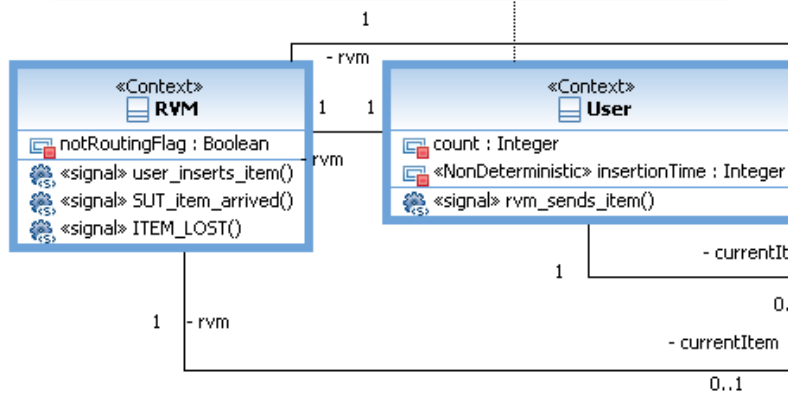 1
- rvm
«Context»
RVM
notRoutingFlag : Boolean
«signal» user_inserts_item()
«signal» SUT_item_arrived()
«signal» ITEM_LOST()
1 1
- rvm
«Context»
User
count : Integer
«NonDeterministic» insertionTime : Integer
«signal» rvm_sends_item()
1
- currentIt
0..
1
- rvm
- currentItem
0..1